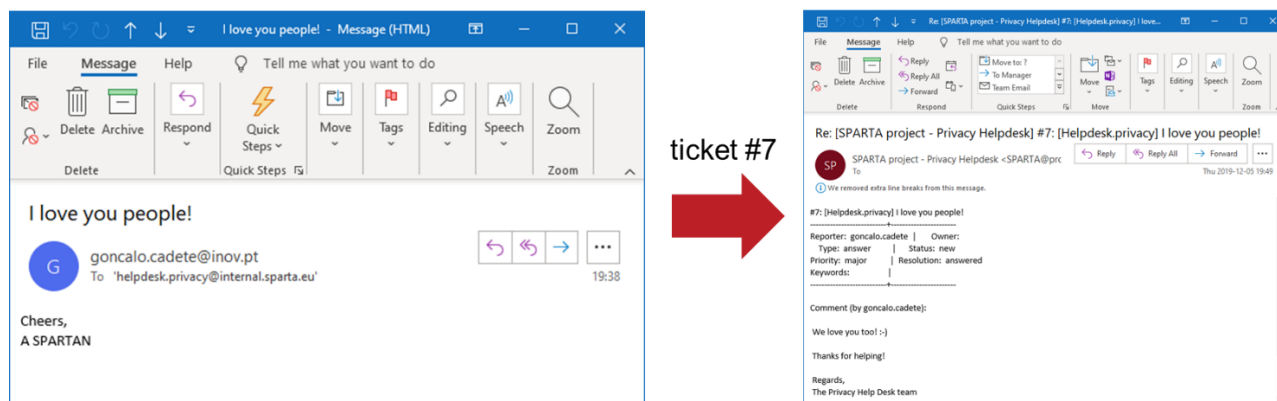 I love you people! - Message (HTML)
File Message Help Tell me what you want to do
Delete Archive Respond Quick Steps Move Tags Editing Speech Zoom
Delete Quick Steps Zoom
I love you people!
G
goncalo.cadete@inov.pt
To 'helpdesk.privacy@internal.sparta.eu'
19:38
Cheers,
A SPARTAN
ticket #7
Re: [SPARTA project - Privacy Helpdesk] #7: [Helpdesk.privacy] I love...
File Message Help Tell me what you want to do
Delete Archive
Reply
Reply All
Forward
Move to: ?
To Manager
Team Email
Move Tags Editing Speech Zoom
Delete Respond Quick Steps Move Zoom
Re: [SPARTA project - Privacy Helpdesk] #7: [Helpdesk.privacy] I love you people!
SP
SPARTA project - Privacy Helpdesk <SPARTA@prc
To
Reply Reply All Forward
Thu 2019-12-05 19:49
We removed extra line breaks from this message.
#7: [Helpdesk.privacy] I love you people!
---------------------------+-----------------------
Reporter: goncalo.cadete | Owner:
Type: answer | Status: new
Priority: major | Resolution: answered
Keywords: |
---------------------------+-----------------------
Comment (by goncalo.cadete):
We love you too! :-)
Thanks for helping!
Regards,
The Privacy Help Desk team